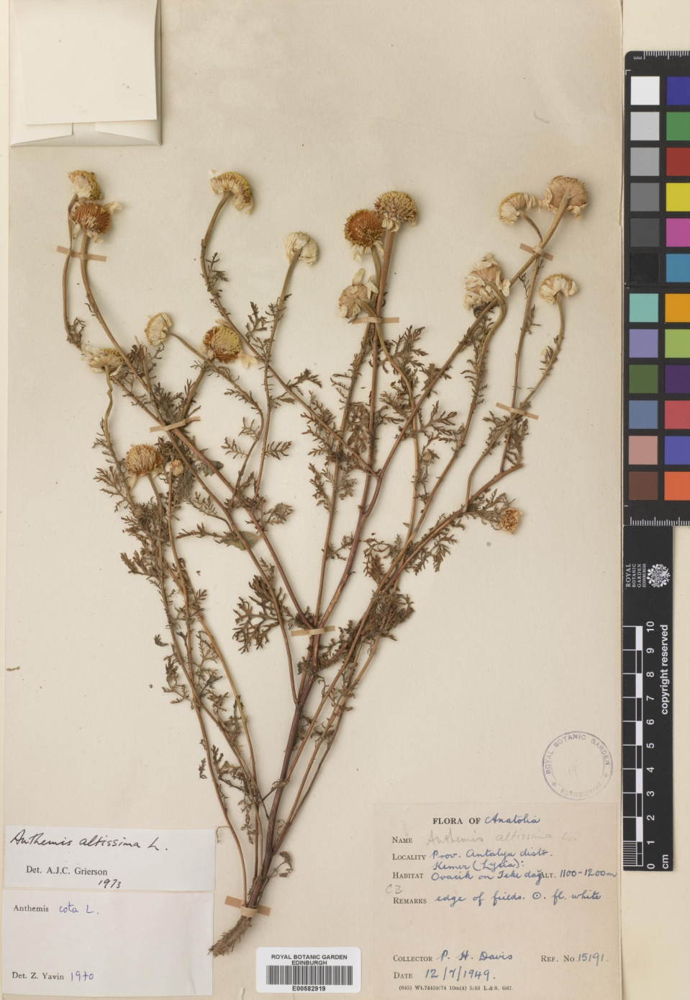 ROYAL
BOTANIC
GARDEN
EDINBURGH
0 1 2 3 4 5 6 7 8 9 10
cm
copyright reserved
ROYAL BOTANIC GARDEN
EDINBURGH
FLORA OF Anatolia
NAME Anthemis altissima L.
LOCALITY Prov. Antalya distr.
Kemer (Lycia):
HABITAT Ovacik on Teke dağ ALT. 1100-1200m
CB
REMARKS edge of fields. ⊙. fl. white
COLLECTOR P. H. Davis REF. No. 15191.
DATE 12/7/1949.
(645) Wt.74459/74 10m(4) 5/53 L.& S. G67.
Anthemis altissima L.
Det. A.J.C. Grierson
1973
Anthemis cota L.
Det. Z. Yavin 1970
ROYAL BOTANIC GARDEN
EDINBURGH
E00582919